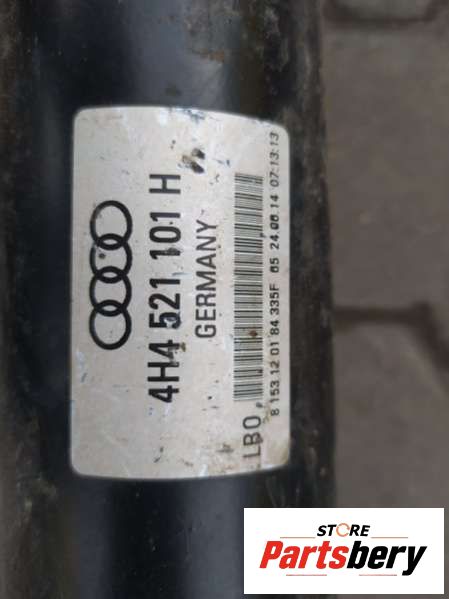 4H4 521 101 H
GERMANY
LBO
8 153 12 01 84 335F 65 24.06.14 07:13:13
STORE
Partsbery